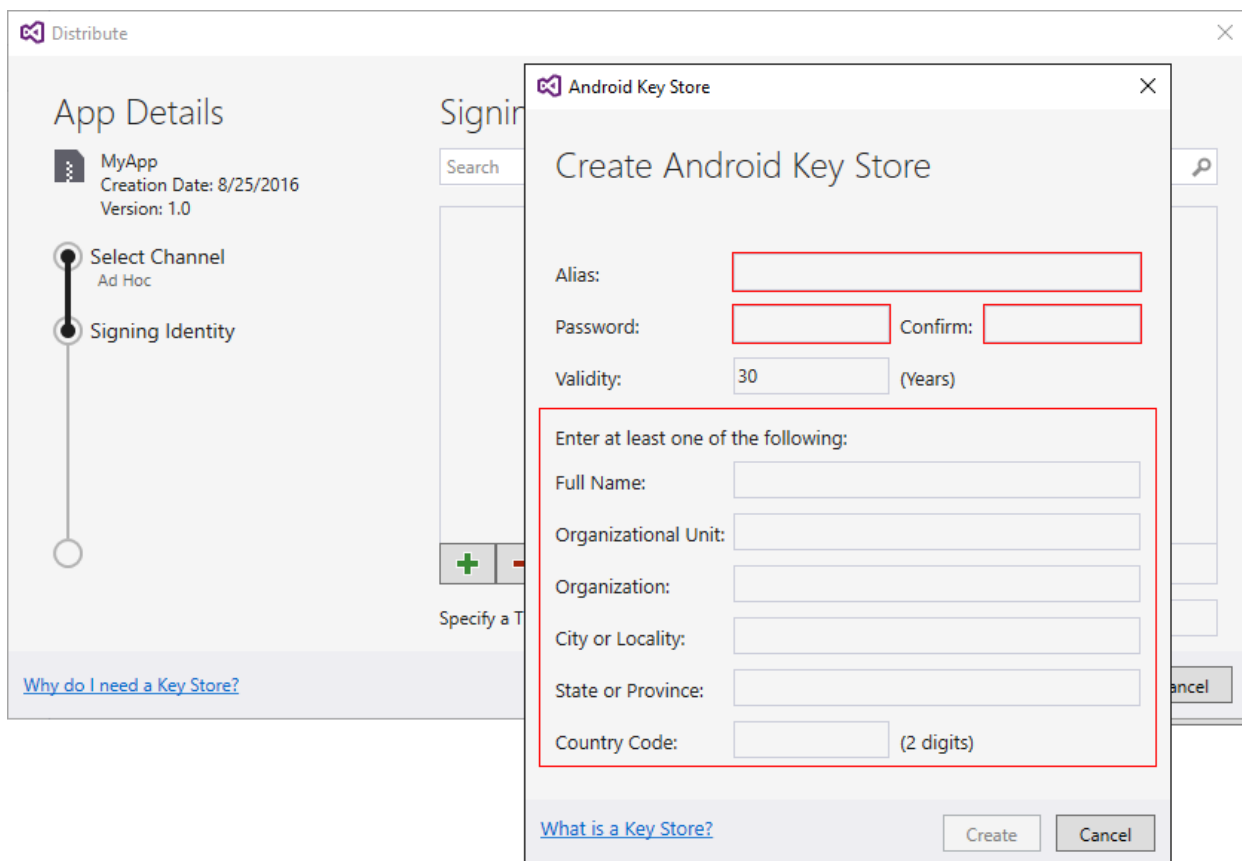 Distribute
App Details
MyApp
Creation Date: 8/25/2016
Version: 1.0
Select Channel
Ad Hoc
Signing Identity
Search
Specify a T
Why do I need a Key Store?
Android Key Store
Create Android Key Store
Alias:
Password: Confirm:
Validity: 30 (Years)
Enter at least one of the following:
Full Name:
Organizational Unit:
Organization:
City or Locality:
State or Province:
Country Code: (2 digits)
What is a Key Store? Create Cancel